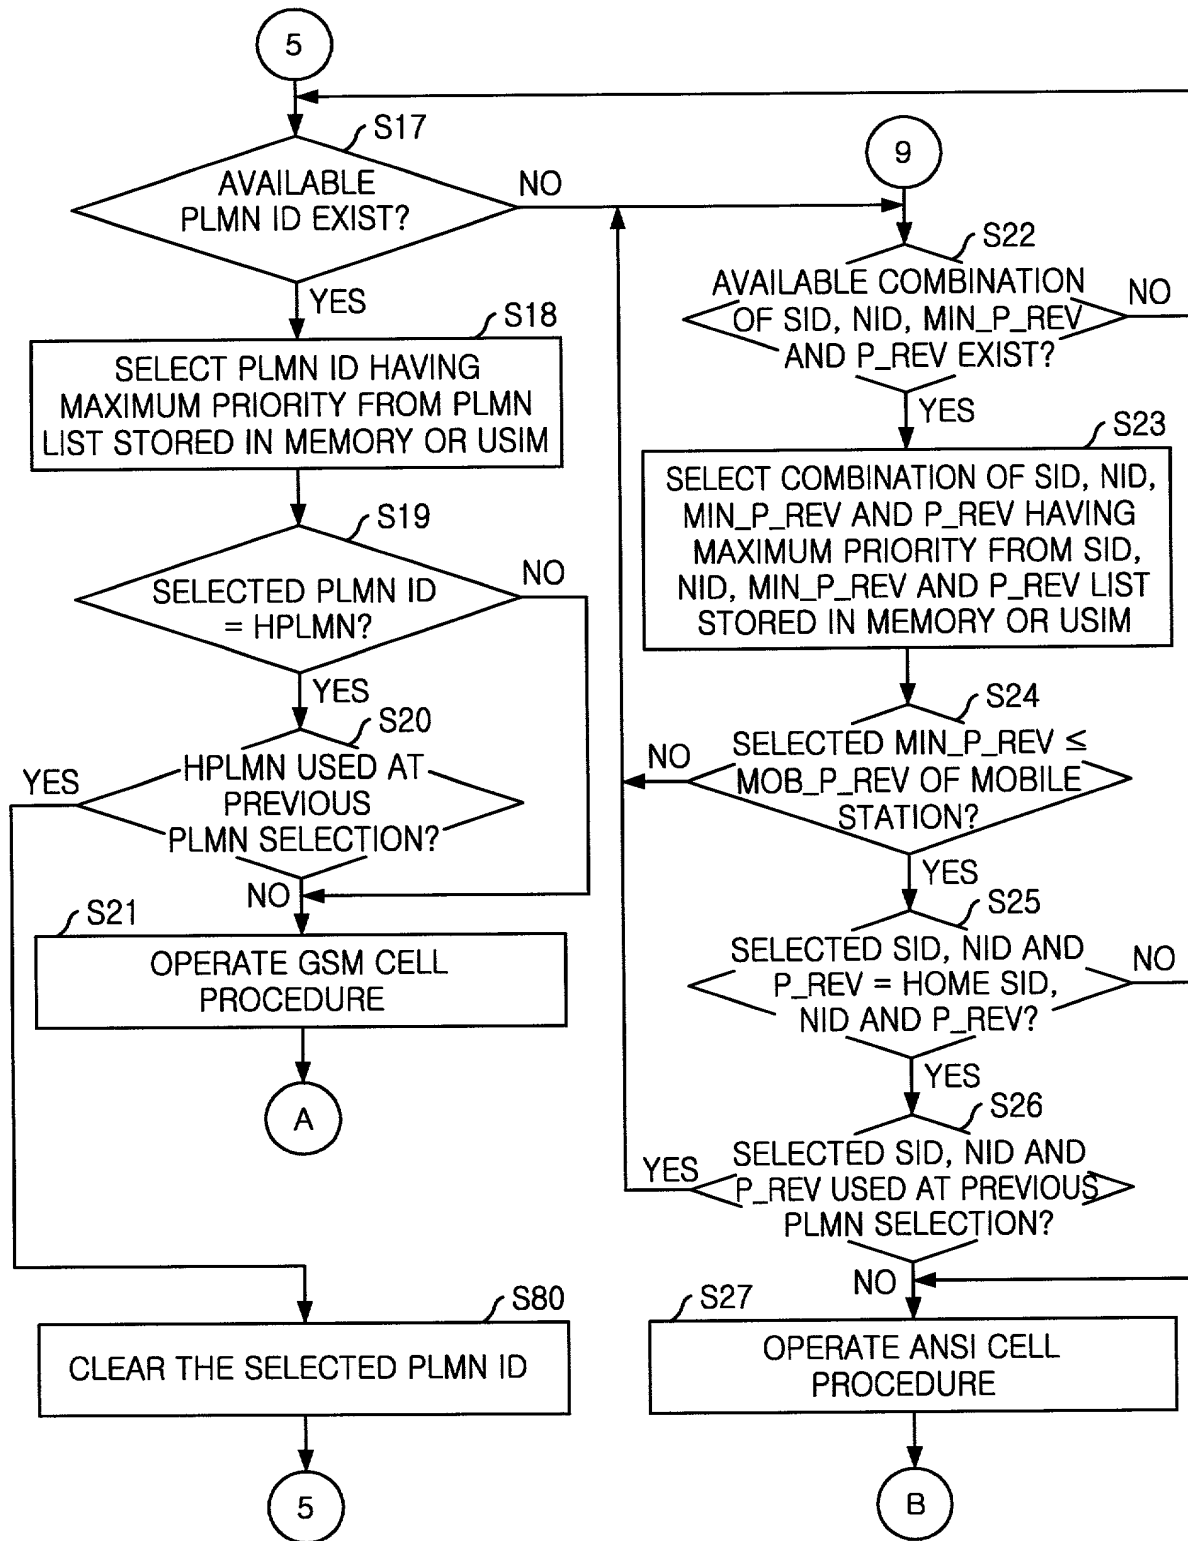 5
S17
AVAILABLE
PLMN ID EXIST?
NO
YES
S18
SELECT PLMN ID HAVING
MAXIMUM PRIORITY FROM PLMN
LIST STORED IN MEMORY OR USIM
S19
SELECTED PLMN ID
= HPLMN?
NO
YES
S20
HPLMN USED AT
PREVIOUS
PLMN SELECTION?
YES
NO
S21
OPERATE GSM CELL
PROCEDURE
A
S80
CLEAR THE SELECTED PLMN ID
5
9
S22
AVAILABLE COMBINATION
OF SID, NID, MIN_P_REV
AND P_REV EXIST?
NO
YES
S23
SELECT COMBINATION OF SID, NID,
MIN_P_REV AND P_REV HAVING
MAXIMUM PRIORITY FROM SID,
NID, MIN_P_REV AND P_REV LIST
STORED IN MEMORY OR USIM
S24
SELECTED MIN_P_REV ≤
MOB_P_REV OF MOBILE
STATION?
NO
YES
S25
SELECTED SID, NID AND
P_REV = HOME SID,
NID AND P_REV?
NO
YES
S26
SELECTED SID, NID AND
P_REV USED AT PREVIOUS
PLMN SELECTION?
YES
NO
S27
OPERATE ANSI CELL
PROCEDURE
B